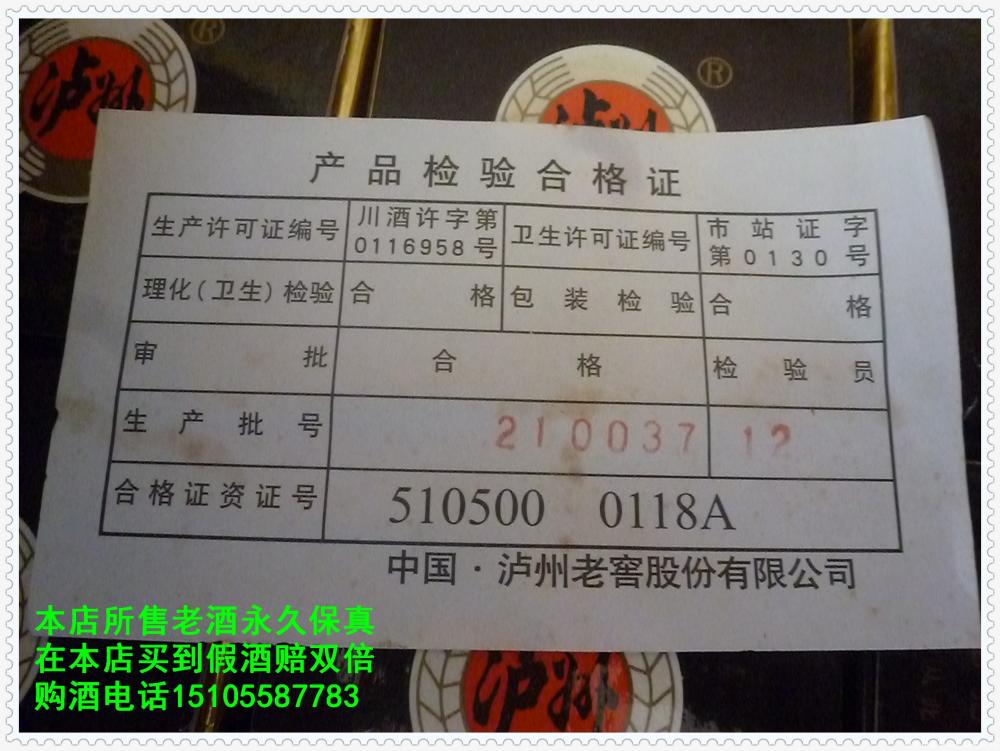 泸州
®
®
产品检验合格证
生产许可证编号 川酒许字第0116958号 卫生许可证编号 市站证字第0130号
理化(卫生)检验 合格 包装检验 合格
审批 合格 检验员
生产批号 210037 12
合格证资证号 510500 0118A
中国·泸州老窖股份有限公司
本店所售老酒永久保真
在本店买到假酒赔双倍
购酒电话15105587783